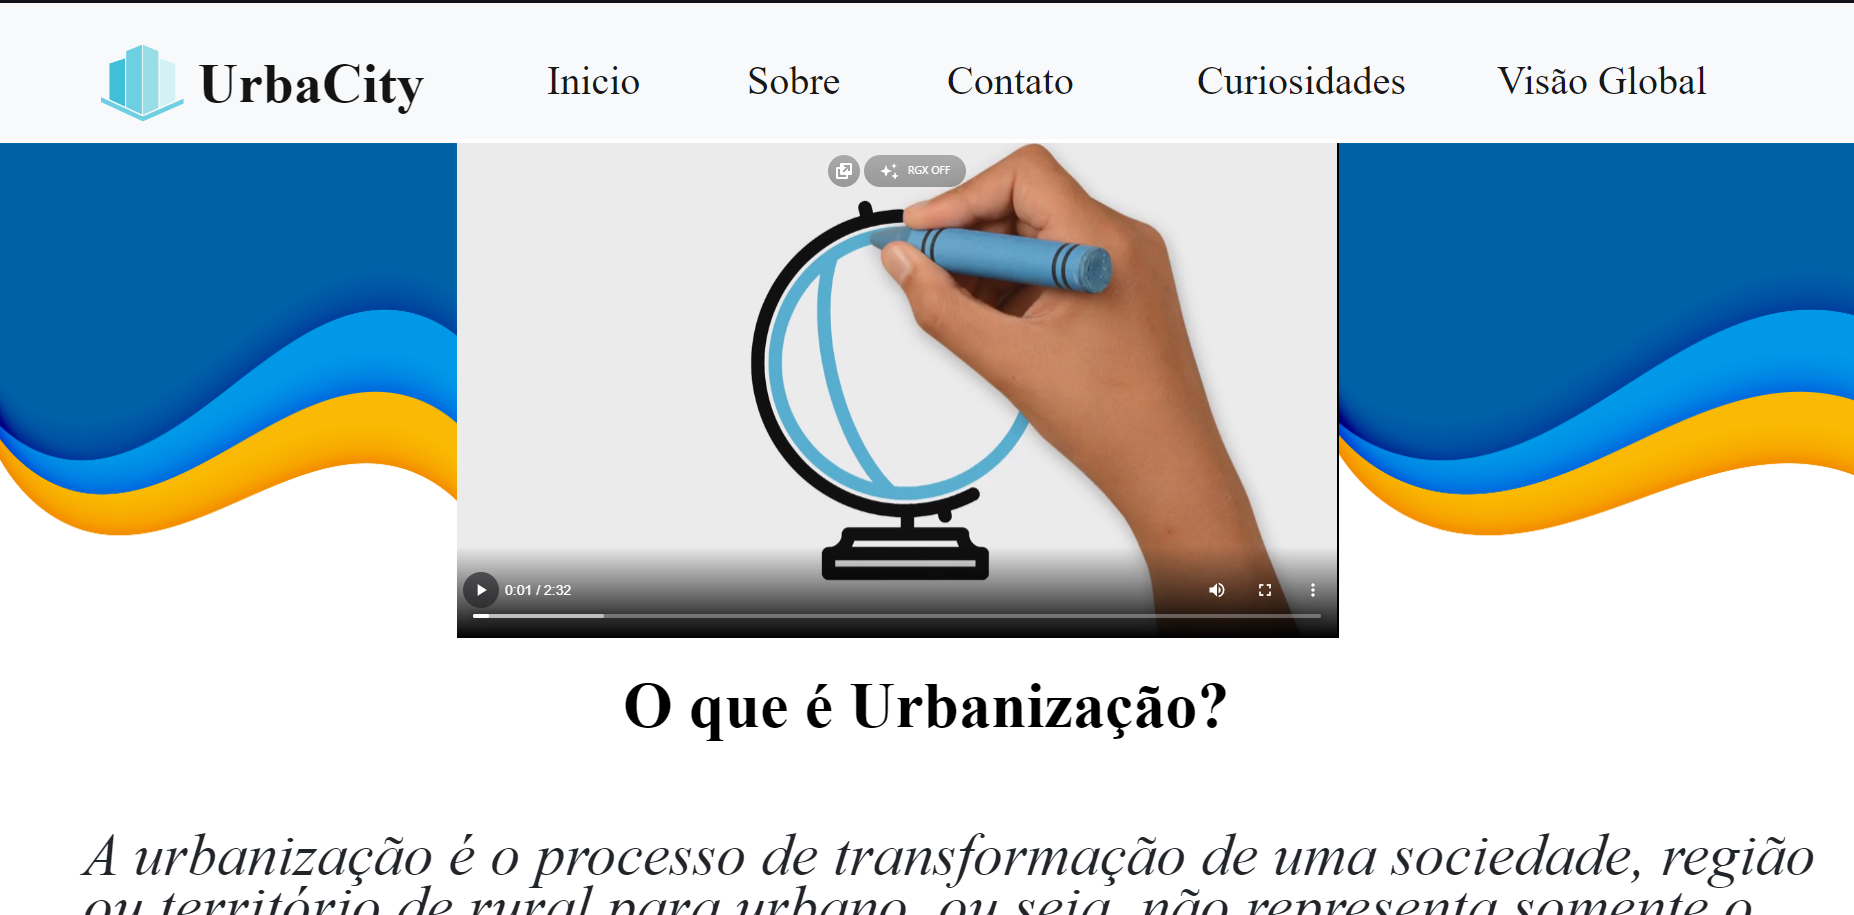 UrbaCity Inicio Sobre Contato Curiosidades Visão Global
RGX OFF
0:01 / 2:32
O que é Urbanização?
A urbanização é o processo de transformação de uma sociedade, região
ou território de rural para urbano, ou seja, não representa somente o